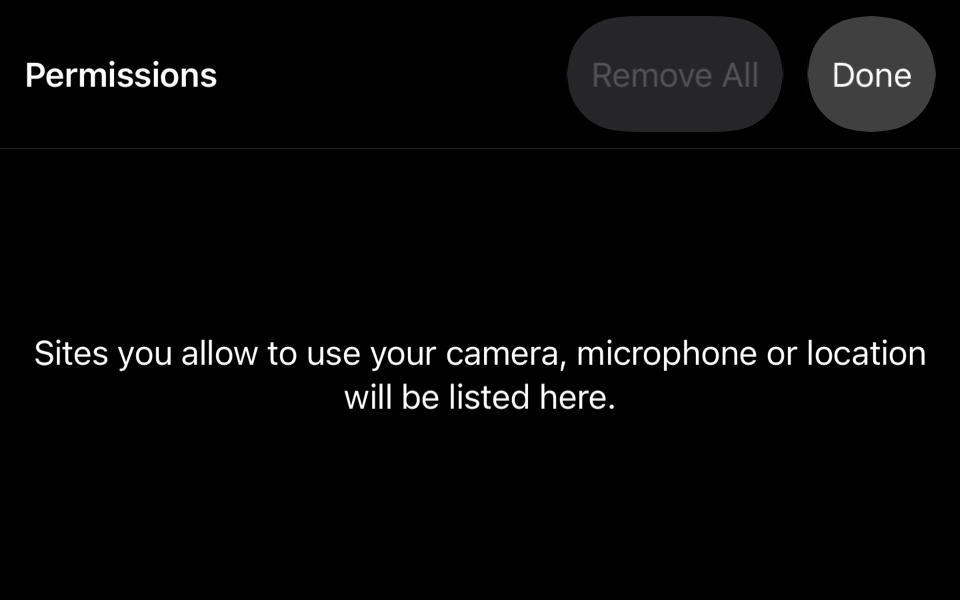 Permissions
Remove All
Done
Sites you allow to use your camera, microphone or location
will be listed here.